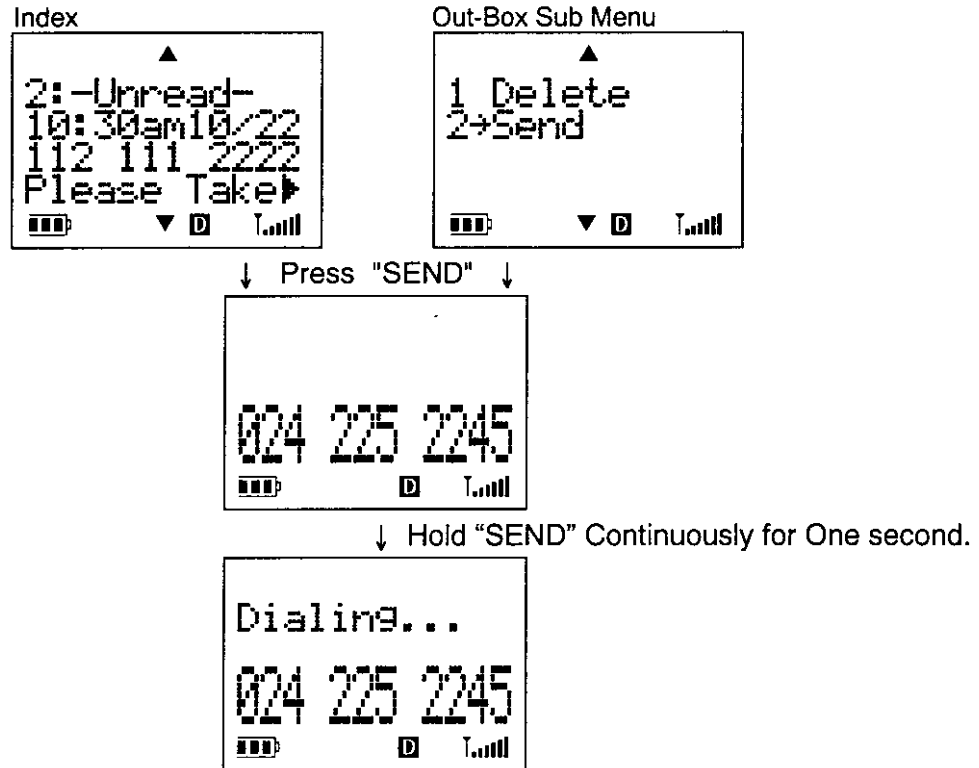 Index
2:-Unread-
10:30am10/22
112 111 2222
Please Take
D
Out-Box Sub Menu
1 Delete
2→Send
D
↓ Press "SEND" ↓
024 225 2245
D
↓ Hold “SEND” Continuously for One second.
Dialing...
024 225 2245
D